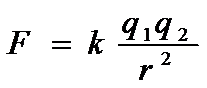 F = k q₁q₂ / r²